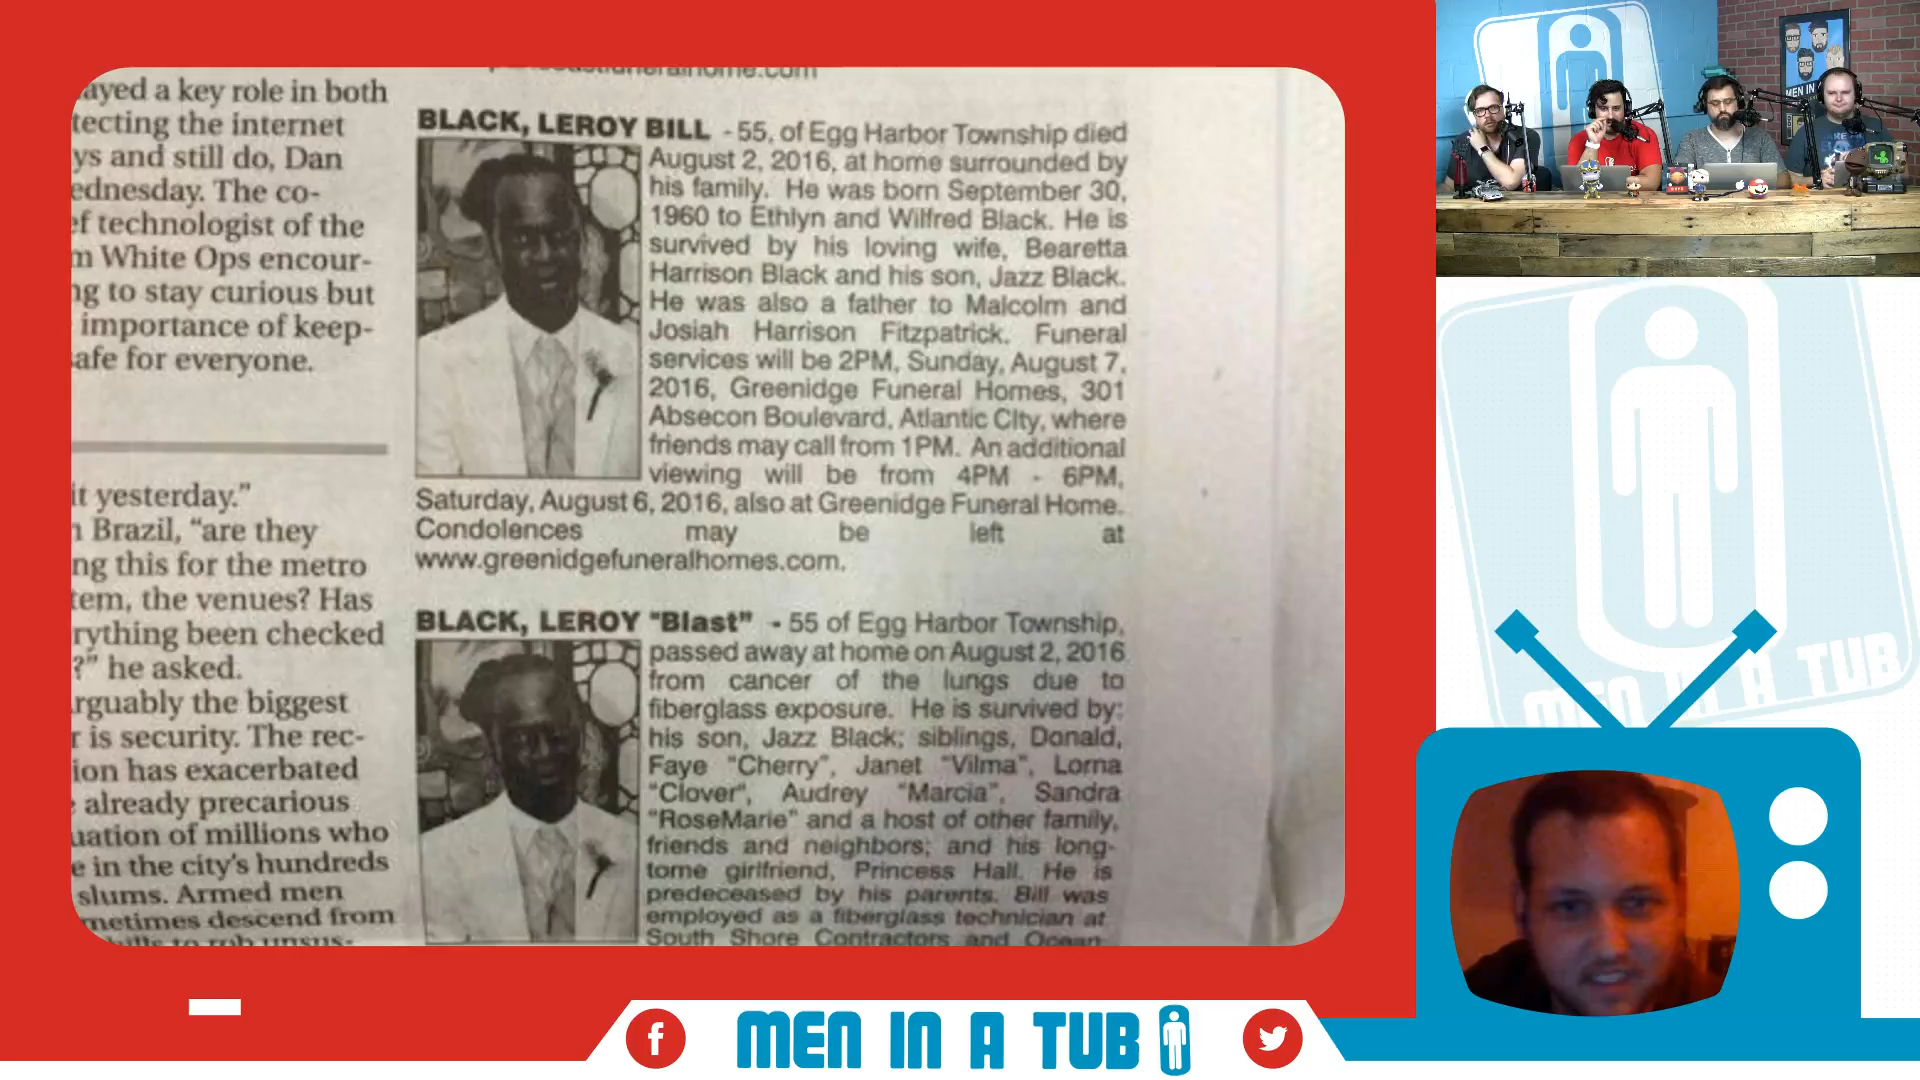 ayed a key role in both
tecting the internet
ys and still do, Dan
ednesday. The co-
ef technologist of the
m White Ops encour-
ng to stay curious but
importance of keep-
afe for everyone.
it yesterday."
n Brazil, "are they
ng this for the metro
tem, the venues? Has
rything been checked
?" he asked.
rguably the biggest
r is security. The rec-
ion has exacerbated
already precarious
uation of millions who
e in the city's hundreds
slums. Armed men
metimes descend from
BLACK, LEROY BILL - 55, of Egg Harbor Township died
August 2, 2016, at home surrounded by
his family. He was born September 30,
1960 to Ethlyn and Wilfred Black. He is
survived by his loving wife, Bearetta
Harrison Black and his son, Jazz Black.
He was also a father to Malcolm and
Josiah Harrison Fitzpatrick. Funeral
services will be 2PM, Sunday, August 7,
2016, Greenidge Funeral Homes, 301
Absecon Boulevard, Atlantic City, where
friends may call from 1PM. An additional
viewing will be from 4PM - 6PM,
Saturday, August 6, 2016, also at Greenidge Funeral Home.
Condolences may be left at
www.greenidgefuneralhomes.com.
BLACK, LEROY "Blast" - 55 of Egg Harbor Township,
passed away at home on August 2, 2016
from cancer of the lungs due to
fiberglass exposure. He is survived by:
his son, Jazz Black; siblings, Donald,
Faye "Cherry", Janet "Vilma", Lorna
"Clover", Audrey "Marcia", Sandra
"RoseMarie" and a host of other family,
friends and neighbors; and his long-
tome girlfriend, Princess Hall. He is
predeceased by his parents. Bill was
employed as a fiberglass technician at
South Shore Contractors and Ocean
MEN IN A TUB
MEN IN A TUB
MEN IN